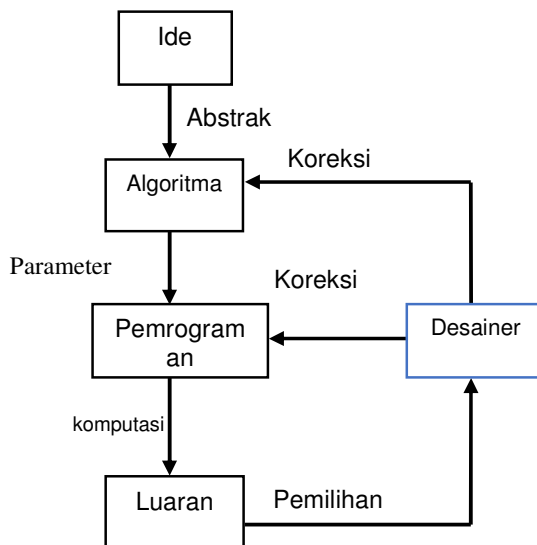 Ide
Abstrak
Koreksi
Algoritma
Parameter
Koreksi
Pemrogram
an
Desainer
komputasi
Luaran
Pemilihan